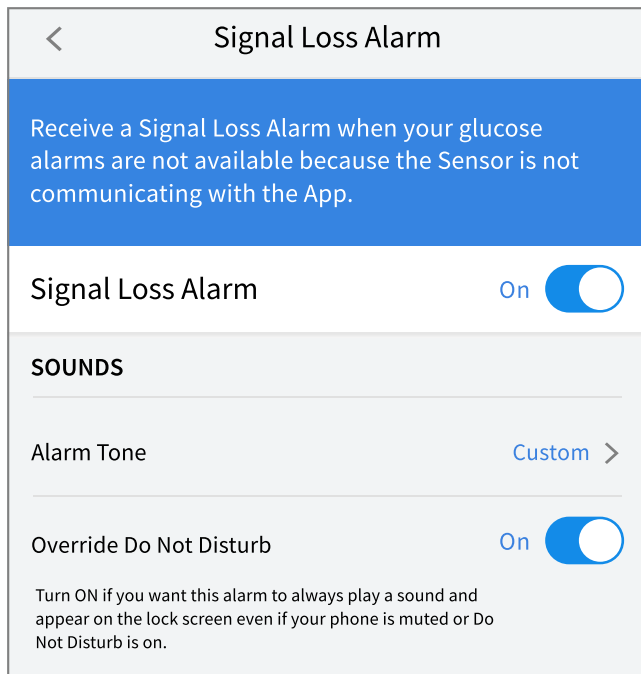 Signal Loss Alarm
Receive a Signal Loss Alarm when your glucose
alarms are not available because the Sensor is not
communicating with the App.
Signal Loss Alarm On
SOUNDS
Alarm Tone Custom
Override Do Not Disturb On
Turn ON if you want this alarm to always play a sound and
appear on the lock screen even if your phone is muted or Do
Not Disturb is on.